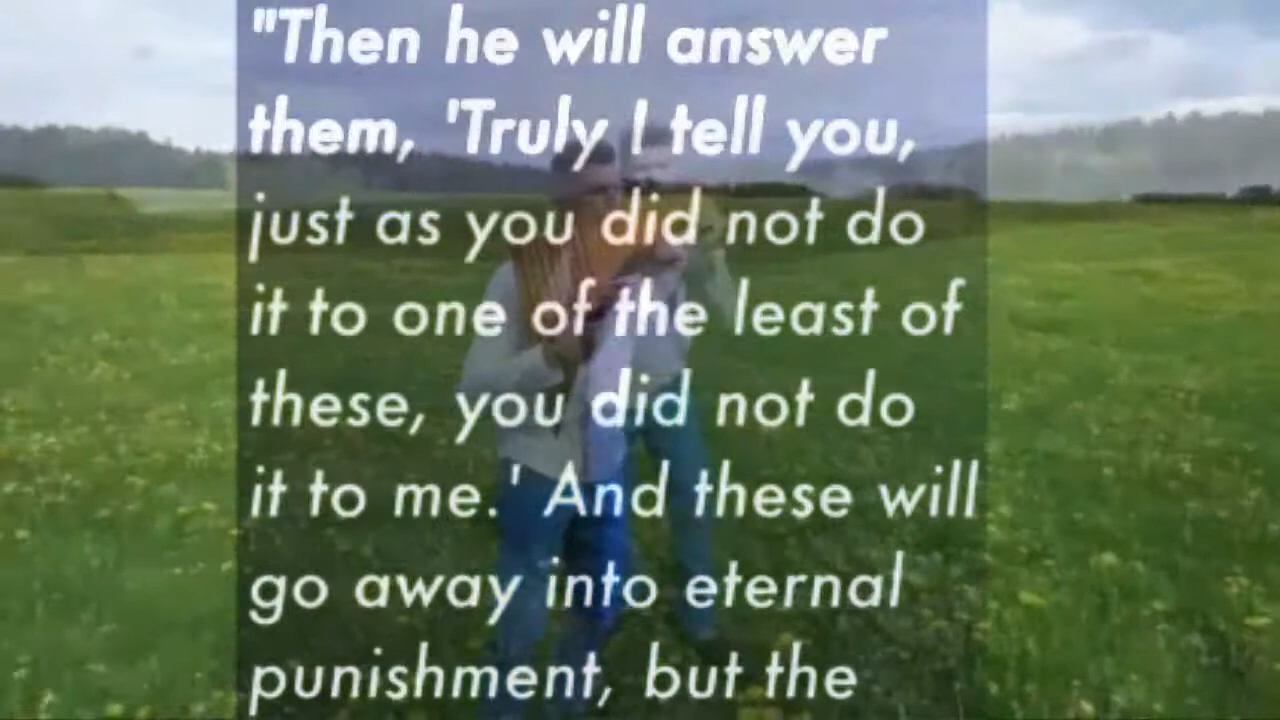 "Then he will answer
them, 'Truly I tell you,
just as you did not do
it to one of the least of
these, you did not do
it to me.' And these will
go away into eternal
punishment, but the